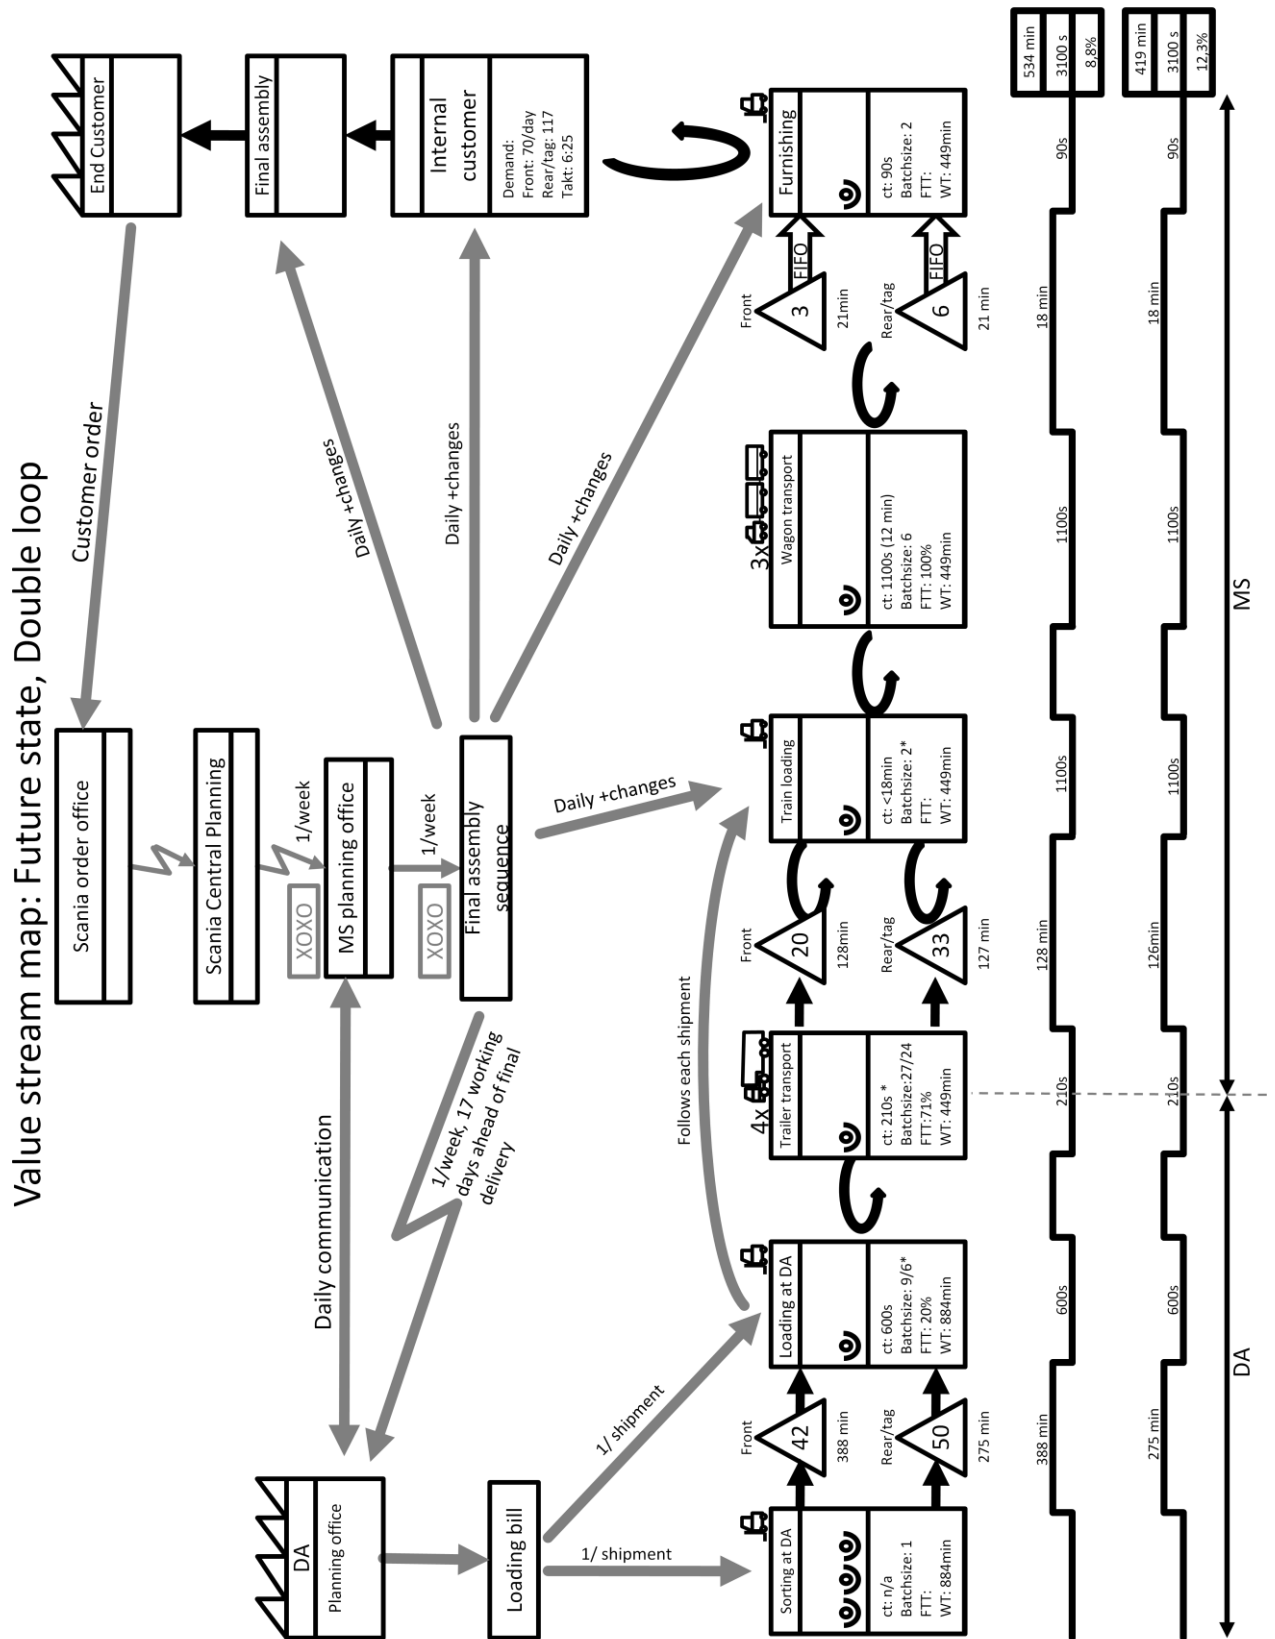 Value stream map: Future state, Double loop
Scania order office
Customer order
End Customer
Scania Central Planning
1/week
XOXO
Final assembly
Daily +changes
MS planning office
Daily communication
DA
Planning office
1/week
XOXO
Internal
customer
Demand:
Front: 70/day
Rear/tag: 117
Takt: 6:25
Daily +changes
Final assembly
sequence
1/week, 17 working
days ahead of final
delivery
Loading bill
Daily +changes
Daily +changes
1/ shipment
1/ shipment
Follows each shipment
Sorting at DA
ct: n/a
Batchsize: 1
FTT:
WT: 884min
Front
42
388 min
Rear/tag
50
275 min
Loading at DA
ct: 600s
Batchsize: 9/6*
FTT: 20%
WT: 884min
4x
Trailer transport
ct: 210s *
Batchsize:27/24
FTT:71%
WT: 449min
Front
20
128min
Rear/tag
33
127 min
Train loading
ct: <18min
Batchsize: 2*
FTT:
WT: 449min
3x
Wagon transport
ct: 1100s (12 min)
Batchsize: 6
FTT: 100%
WT: 449min
Front
3
FIFO
21min
Rear/tag
6
FIFO
21 min
Furnishing
ct: 90s
Batchsize: 2
FTT:
WT: 449min
388 min
600s
210s
128 min
1100s
1100s
18 min
90s
534 min
3100 s
8,8%
275 min
600s
210s
126min
1100s
1100s
18 min
90s
419 min
3100 s
12,3%
DA
MS